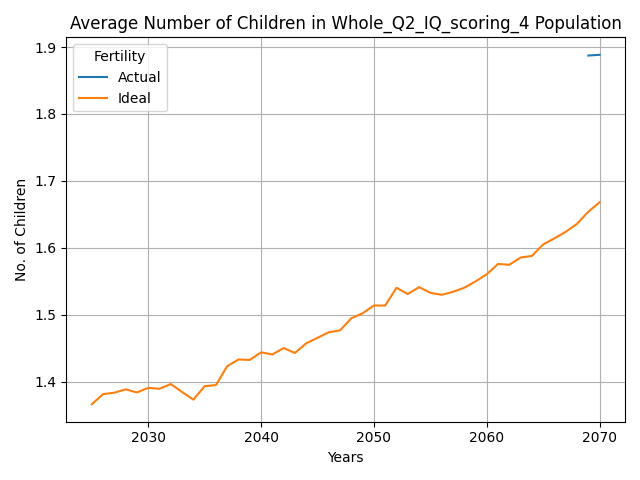 Average Number of Children in Whole_Q2_IQ_scoring_4 Population
Fertility
Actual
Ideal
No. of Children
1.9
1.8
1.7
1.6
1.5
1.4
2030
2040
2050
2060
2070
Years